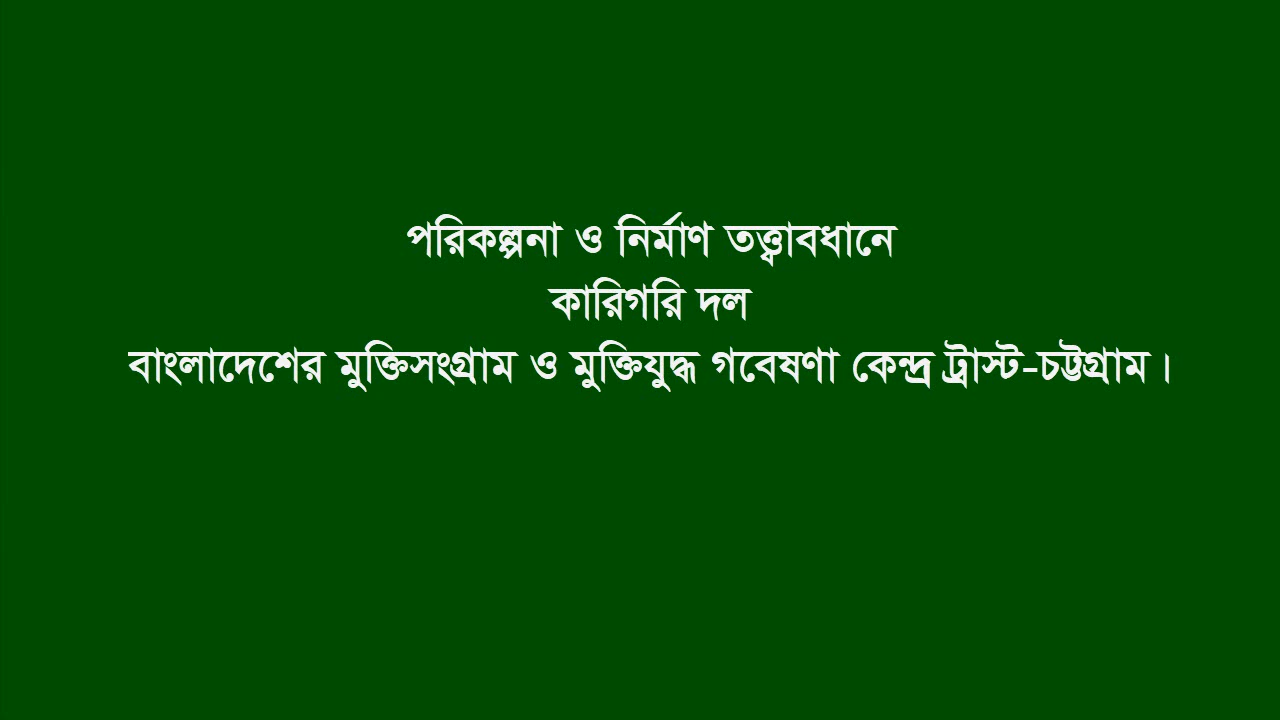 পরিকল্পনা ও নির্মাণ তত্ত্বাবধানে
কারিগরি দল
বাংলাদেশের মুক্তিসংগ্রাম ও মুক্তিযুদ্ধ গবেষণা কেন্দ্র ট্রাস্ট-চট্টগ্রাম।